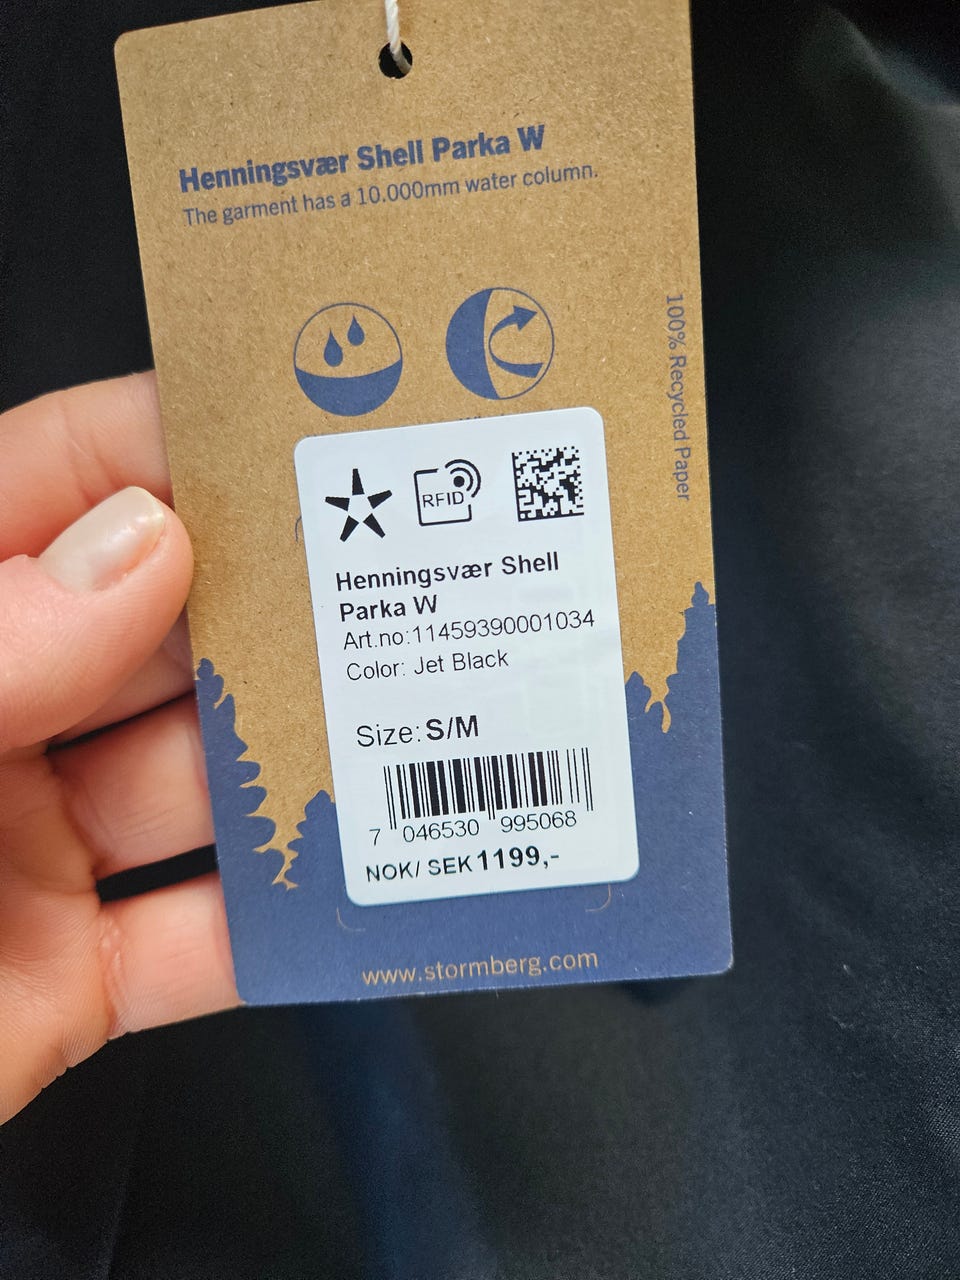 Henningsvær Shell Parka W
The garment has a 10.000mm water column.
100% Recycled Paper
RFID
Henningsvær Shell
Parka W
Art.no:11459390001034
Color: Jet Black
Size: S/M
7 046530 995068
NOK/ SEK 1199,-
www.stormberg.com